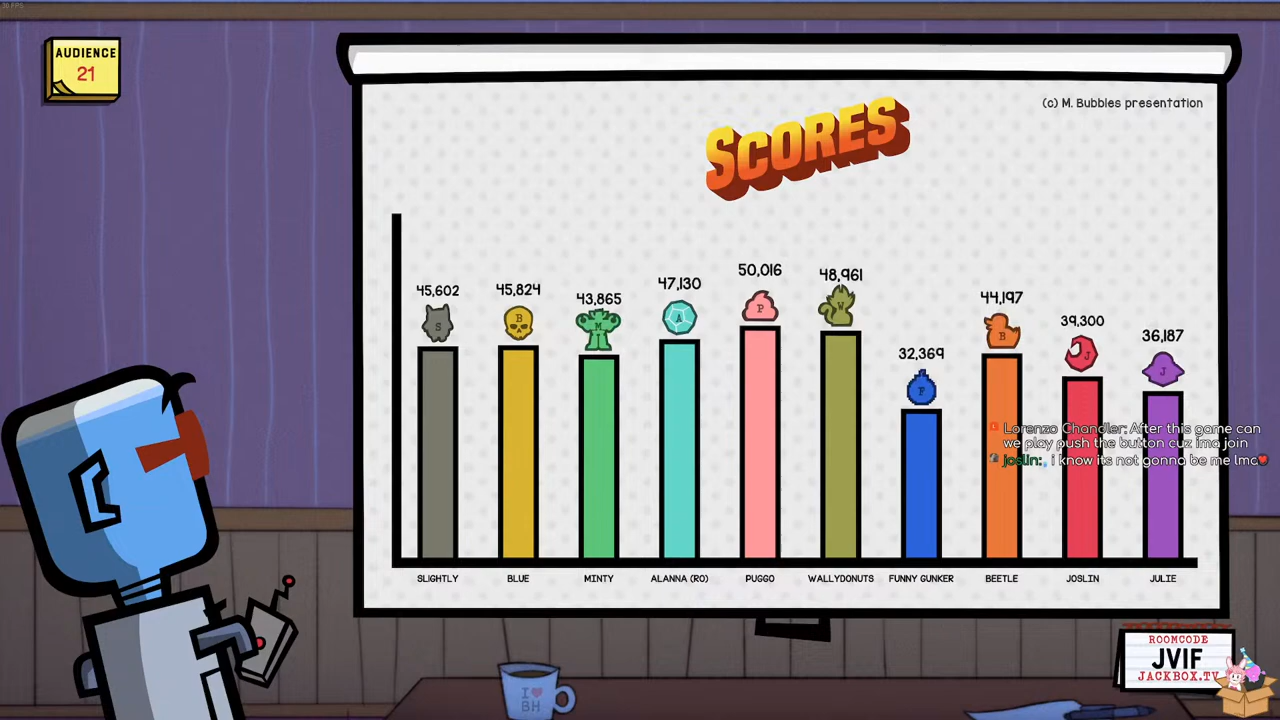 30 FPS
AUDIENCE
21
(c) M. Bubbles presentation
SCORES
45,602
45,824
43,865
47,130
50,016
48,961
32,369
44,197
39,300
36,187
S
B
M
A
P
W
F
B
J
J
Lorenzo Chandler: After this game can
we play push the button cuz ima join
joslin: i know its not gonna be me lmao
SLIGHTLY
BLUE
MINTY
ALANNA (RO)
PUGGO
WALLYDONUTS
FUNNY GUNKER
BEETLE
JOSLIN
JULIE
ROOMCODE
JVIF
JACKBOX.TV
I
BH